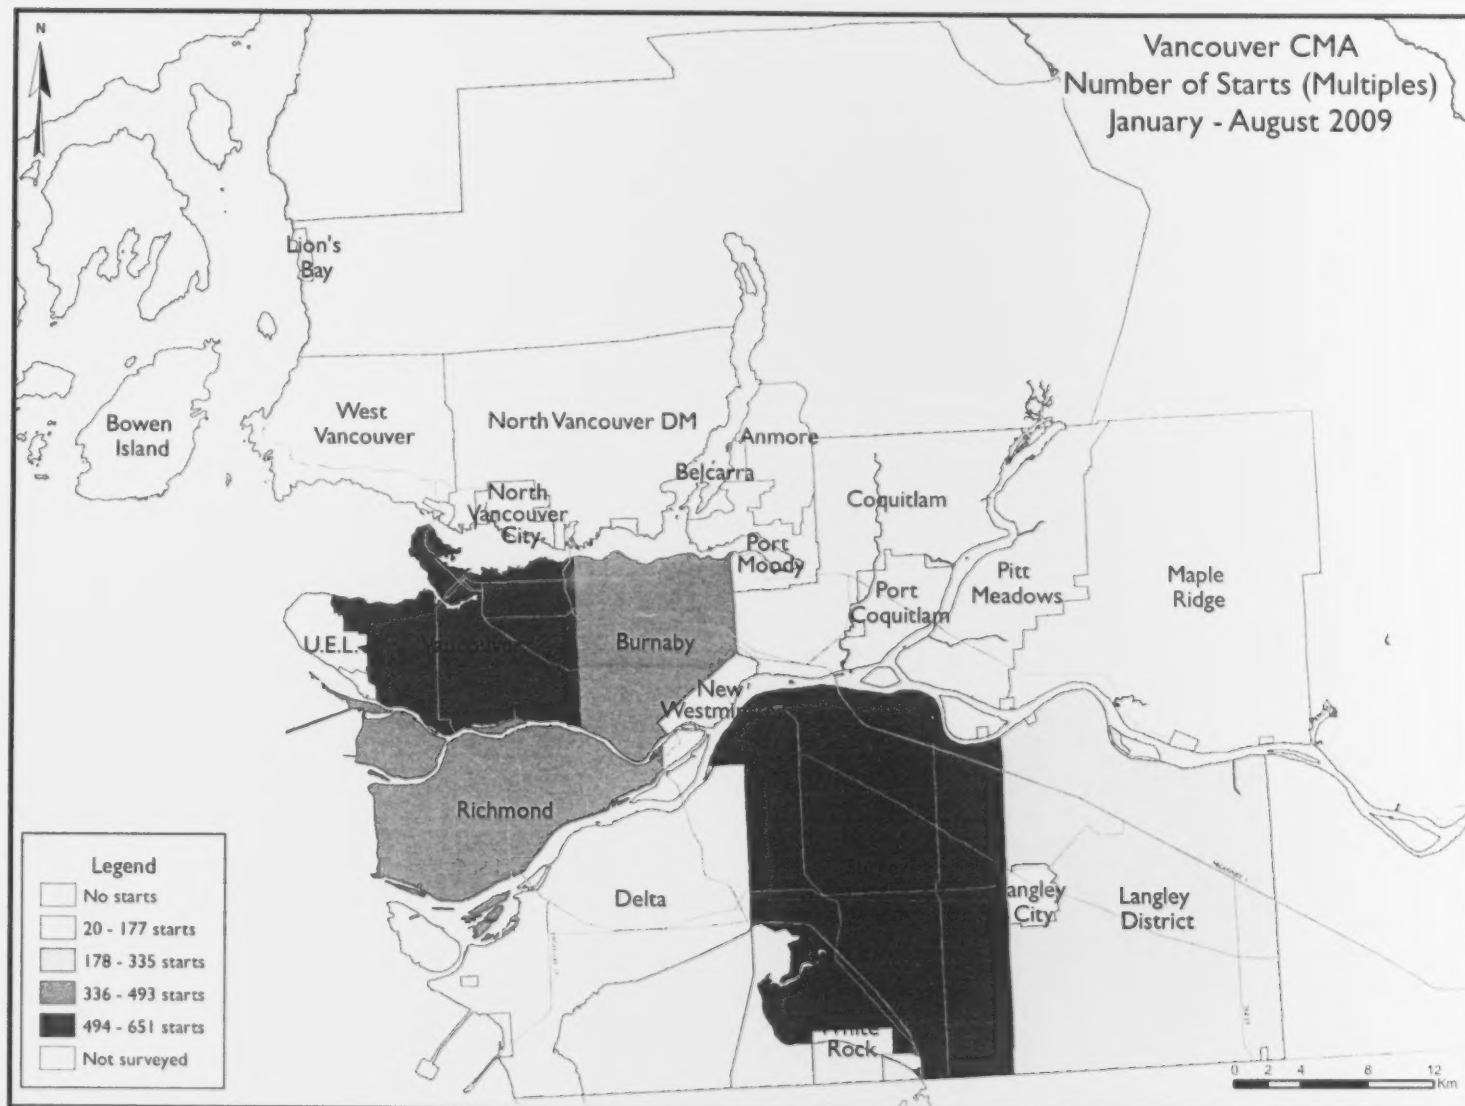 N
Vancouver CMA
Number of Starts (Multiples)
January - August 2009
Lion's
Bay
Bowen
Island
West
Vancouver
North Vancouver DM
Anmore
Belcarra
North
Vancouver
City
Coquitlam
Port
Moody
Port
Coquitlam
Pitt
Meadows
Maple
Ridge
U.E.L.
Vancouver
Burnaby
New
Richmond
Surrey
Delta
City
Langley
District
White
Rock
Legend
No starts
20 - 177 starts
178 - 335 starts
336 - 493 starts
494 - 651 starts
Not surveyed
0 2 4 8 12
Km